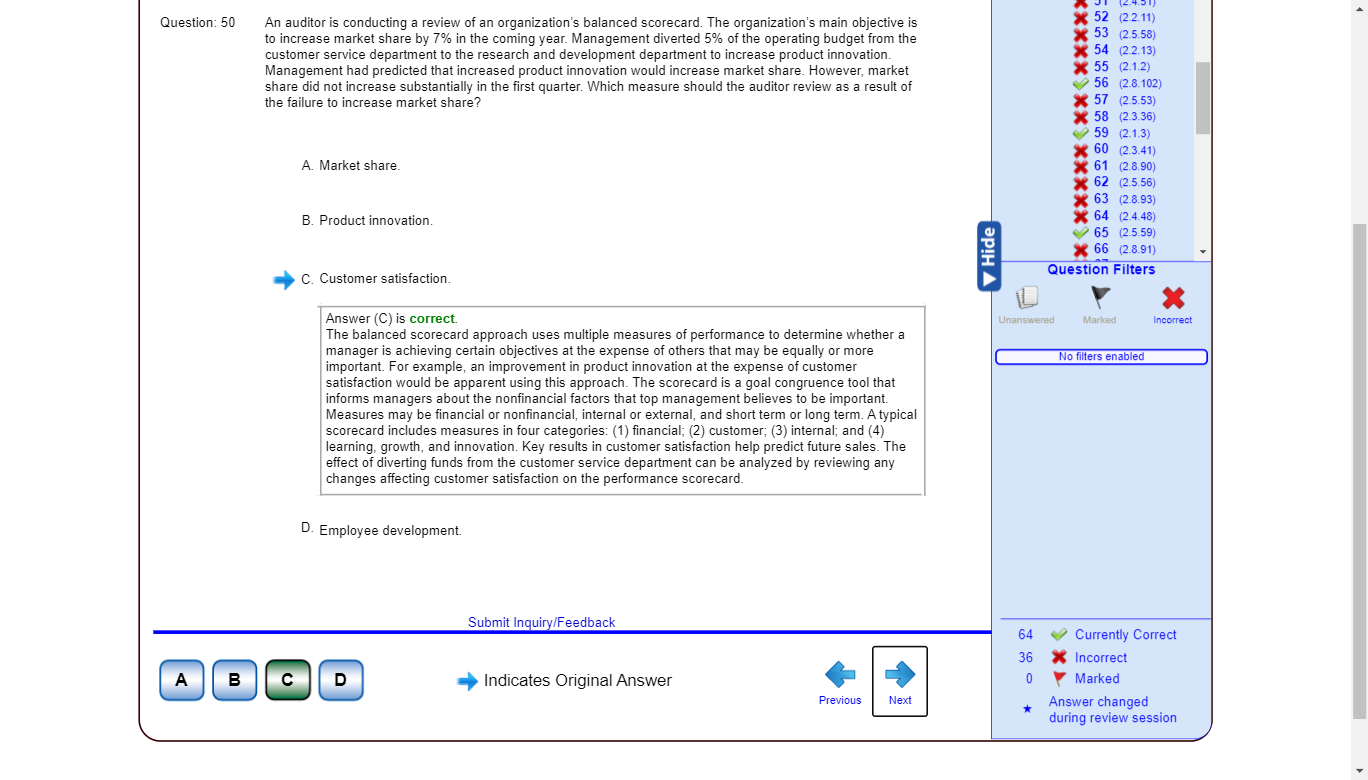 Question: 50
An auditor is conducting a review of an organization's balanced scorecard. The organization's main objective is
to increase market share by 7% in the coming year. Management diverted 5% of the operating budget from the
customer service department to the research and development department to increase product innovation.
Management had predicted that increased product innovation would increase market share. However, market
share did not increase substantially in the first quarter. Which measure should the auditor review as a result of
the failure to increase market share?
A. Market share.
B. Product innovation.
C. Customer satisfaction.
Answer (C) is correct.
The balanced scorecard approach uses multiple measures of performance to determine whether a
manager is achieving certain objectives at the expense of others that may be equally or more
important. For example, an improvement in product innovation at the expense of customer
satisfaction would be apparent using this approach. The scorecard is a goal congruence tool that
informs managers about the nonfinancial factors that top management believes to be important.
Measures may be financial or nonfinancial, internal or external, and short term or long term. A typical
scorecard includes measures in four categories: (1) financial; (2) customer; (3) internal; and (4)
learning, growth, and innovation. Key results in customer satisfaction help predict future sales. The
effect of diverting funds from the customer service department can be analyzed by reviewing any
changes affecting customer satisfaction on the performance scorecard.
D. Employee development.
Submit Inquiry/Feedback
A B C D
Indicates Original Answer
Previous
Next
51 (2.4.51)
52 (2.2.11)
53 (2.5.58)
54 (2.2.13)
55 (2.1.2)
56 (2.8.102)
57 (2.5.53)
58 (2.3.36)
59 (2.1.3)
60 (2.3.41)
61 (2.8.90)
62 (2.5.56)
63 (2.8.93)
64 (2.4.48)
65 (2.5.59)
66 (2.8.91)
Hide
Question Filters
Unanswered
Marked
Incorrect
No filters enabled
64 Currently Correct
36 Incorrect
0 Marked
Answer changed
during review session